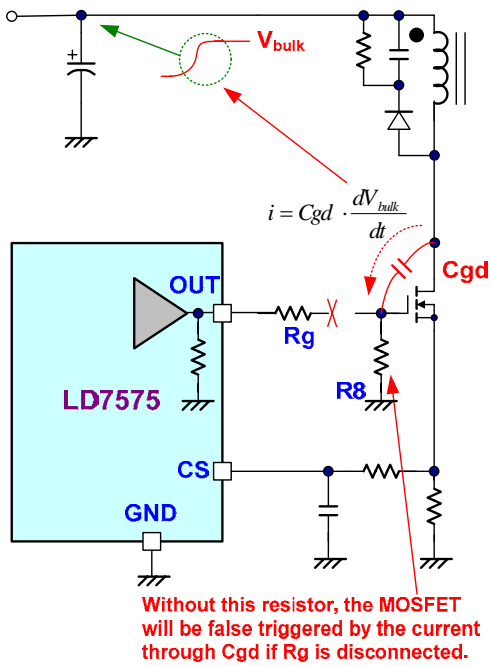 +
Vbulk
i = Cgd · dVbulk / dt
Cgd
OUT
Rg
R8
LD7575
CS
GND
Without this resistor, the MOSFET
will be false triggered by the current
through Cgd if Rg is disconnected.